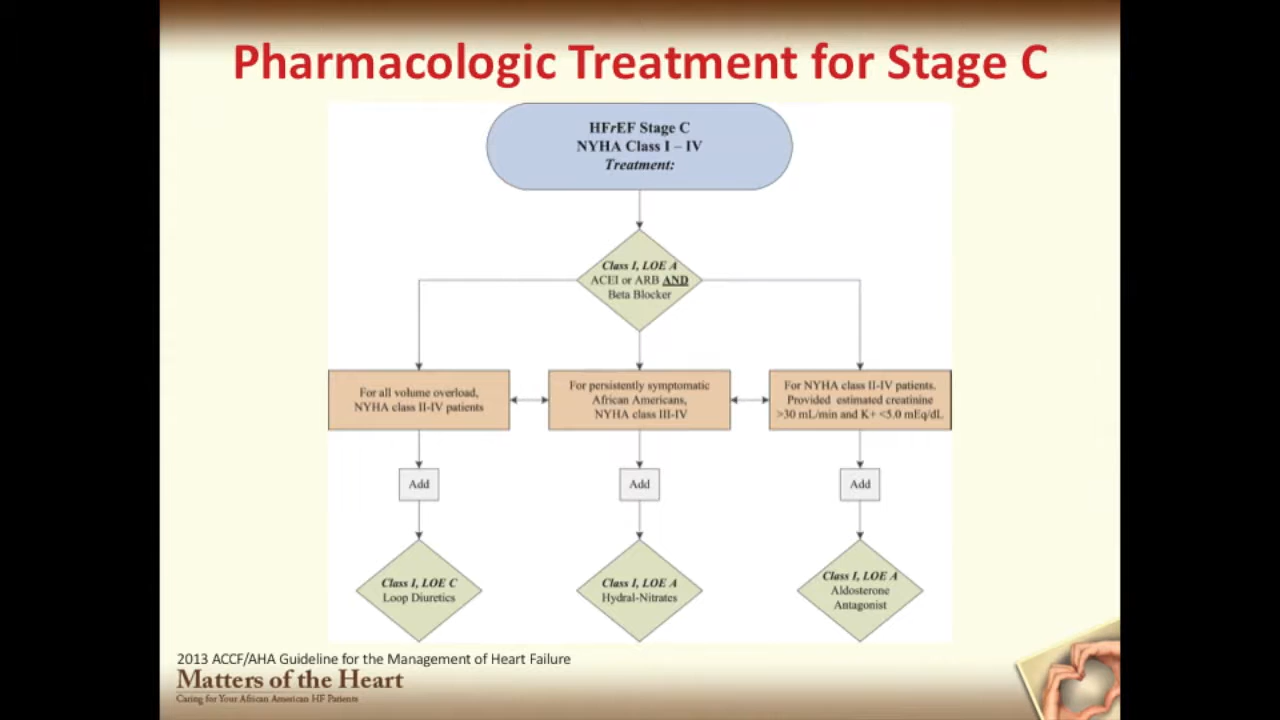 Pharmacologic Treatment for Stage C
HFrEF Stage C
NYHA Class I – IV
Treatment:
Class I, LOE A
ACEI or ARB AND
Beta Blocker
For all volume overload,
NYHA class II-IV patients
For persistently symptomatic
African Americans,
NYHA class III-IV
For NYHA class II-IV patients.
Provided estimated creatinine
>30 mL/min and K+ <5.0 mEq/dL
Add
Add
Add
Class I, LOE C
Loop Diuretics
Class I, LOE A
Hydral-Nitrates
Class I, LOE A
Aldosterone
Antagonist
2013 ACCF/AHA Guideline for the Management of Heart Failure
Matters of the Heart
Caring for Your African American HF Patients